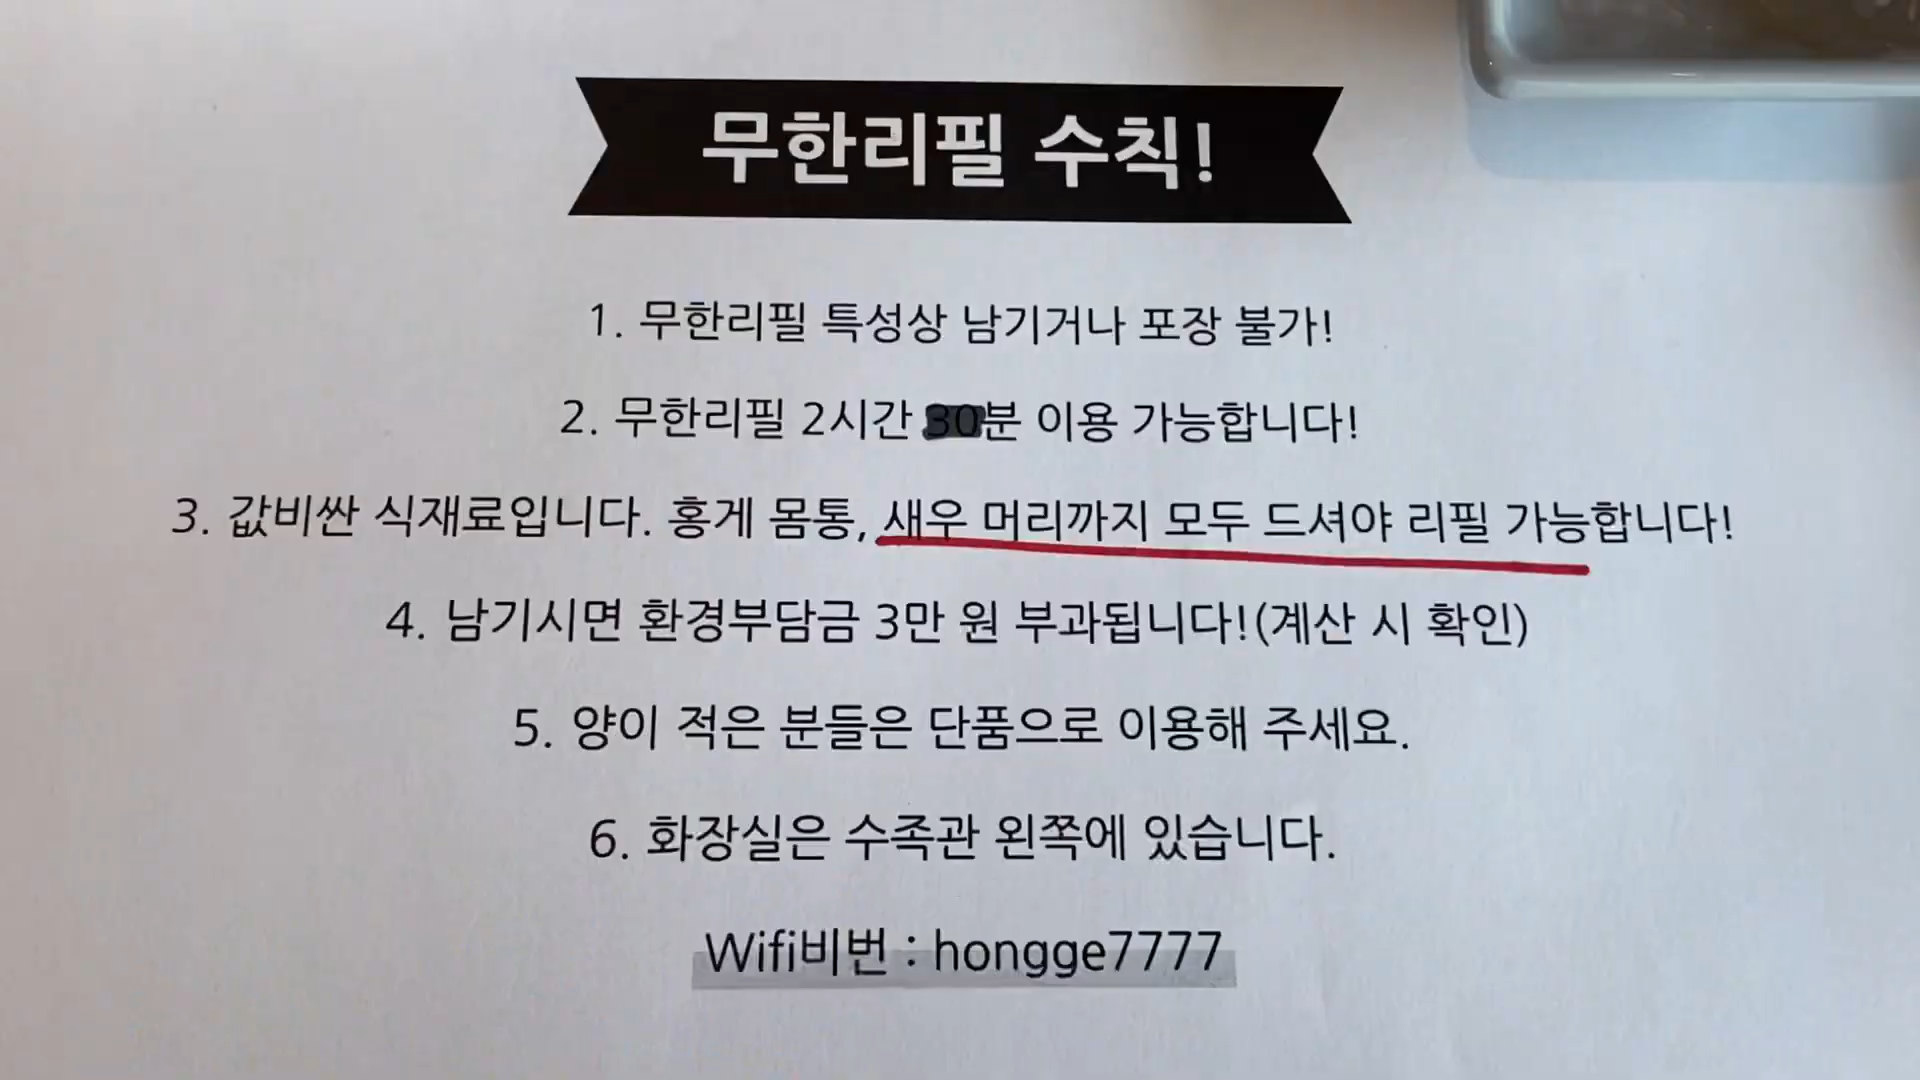 무한리필 수칙!
1. 무한리필 특성상 남기거나 포장 불가!
2. 무한리필 2시간 30분 이용 가능합니다!
3. 값비싼 식재료입니다. 홍게 몸통, 새우 머리까지 모두 드셔야 리필 가능합니다!
4. 남기시면 환경부담금 3만 원 부과됩니다!(계산 시 확인)
5. 양이 적은 분들은 단품으로 이용해 주세요.
6. 화장실은 수족관 왼쪽에 있습니다.
Wifi비번 : hongge7777